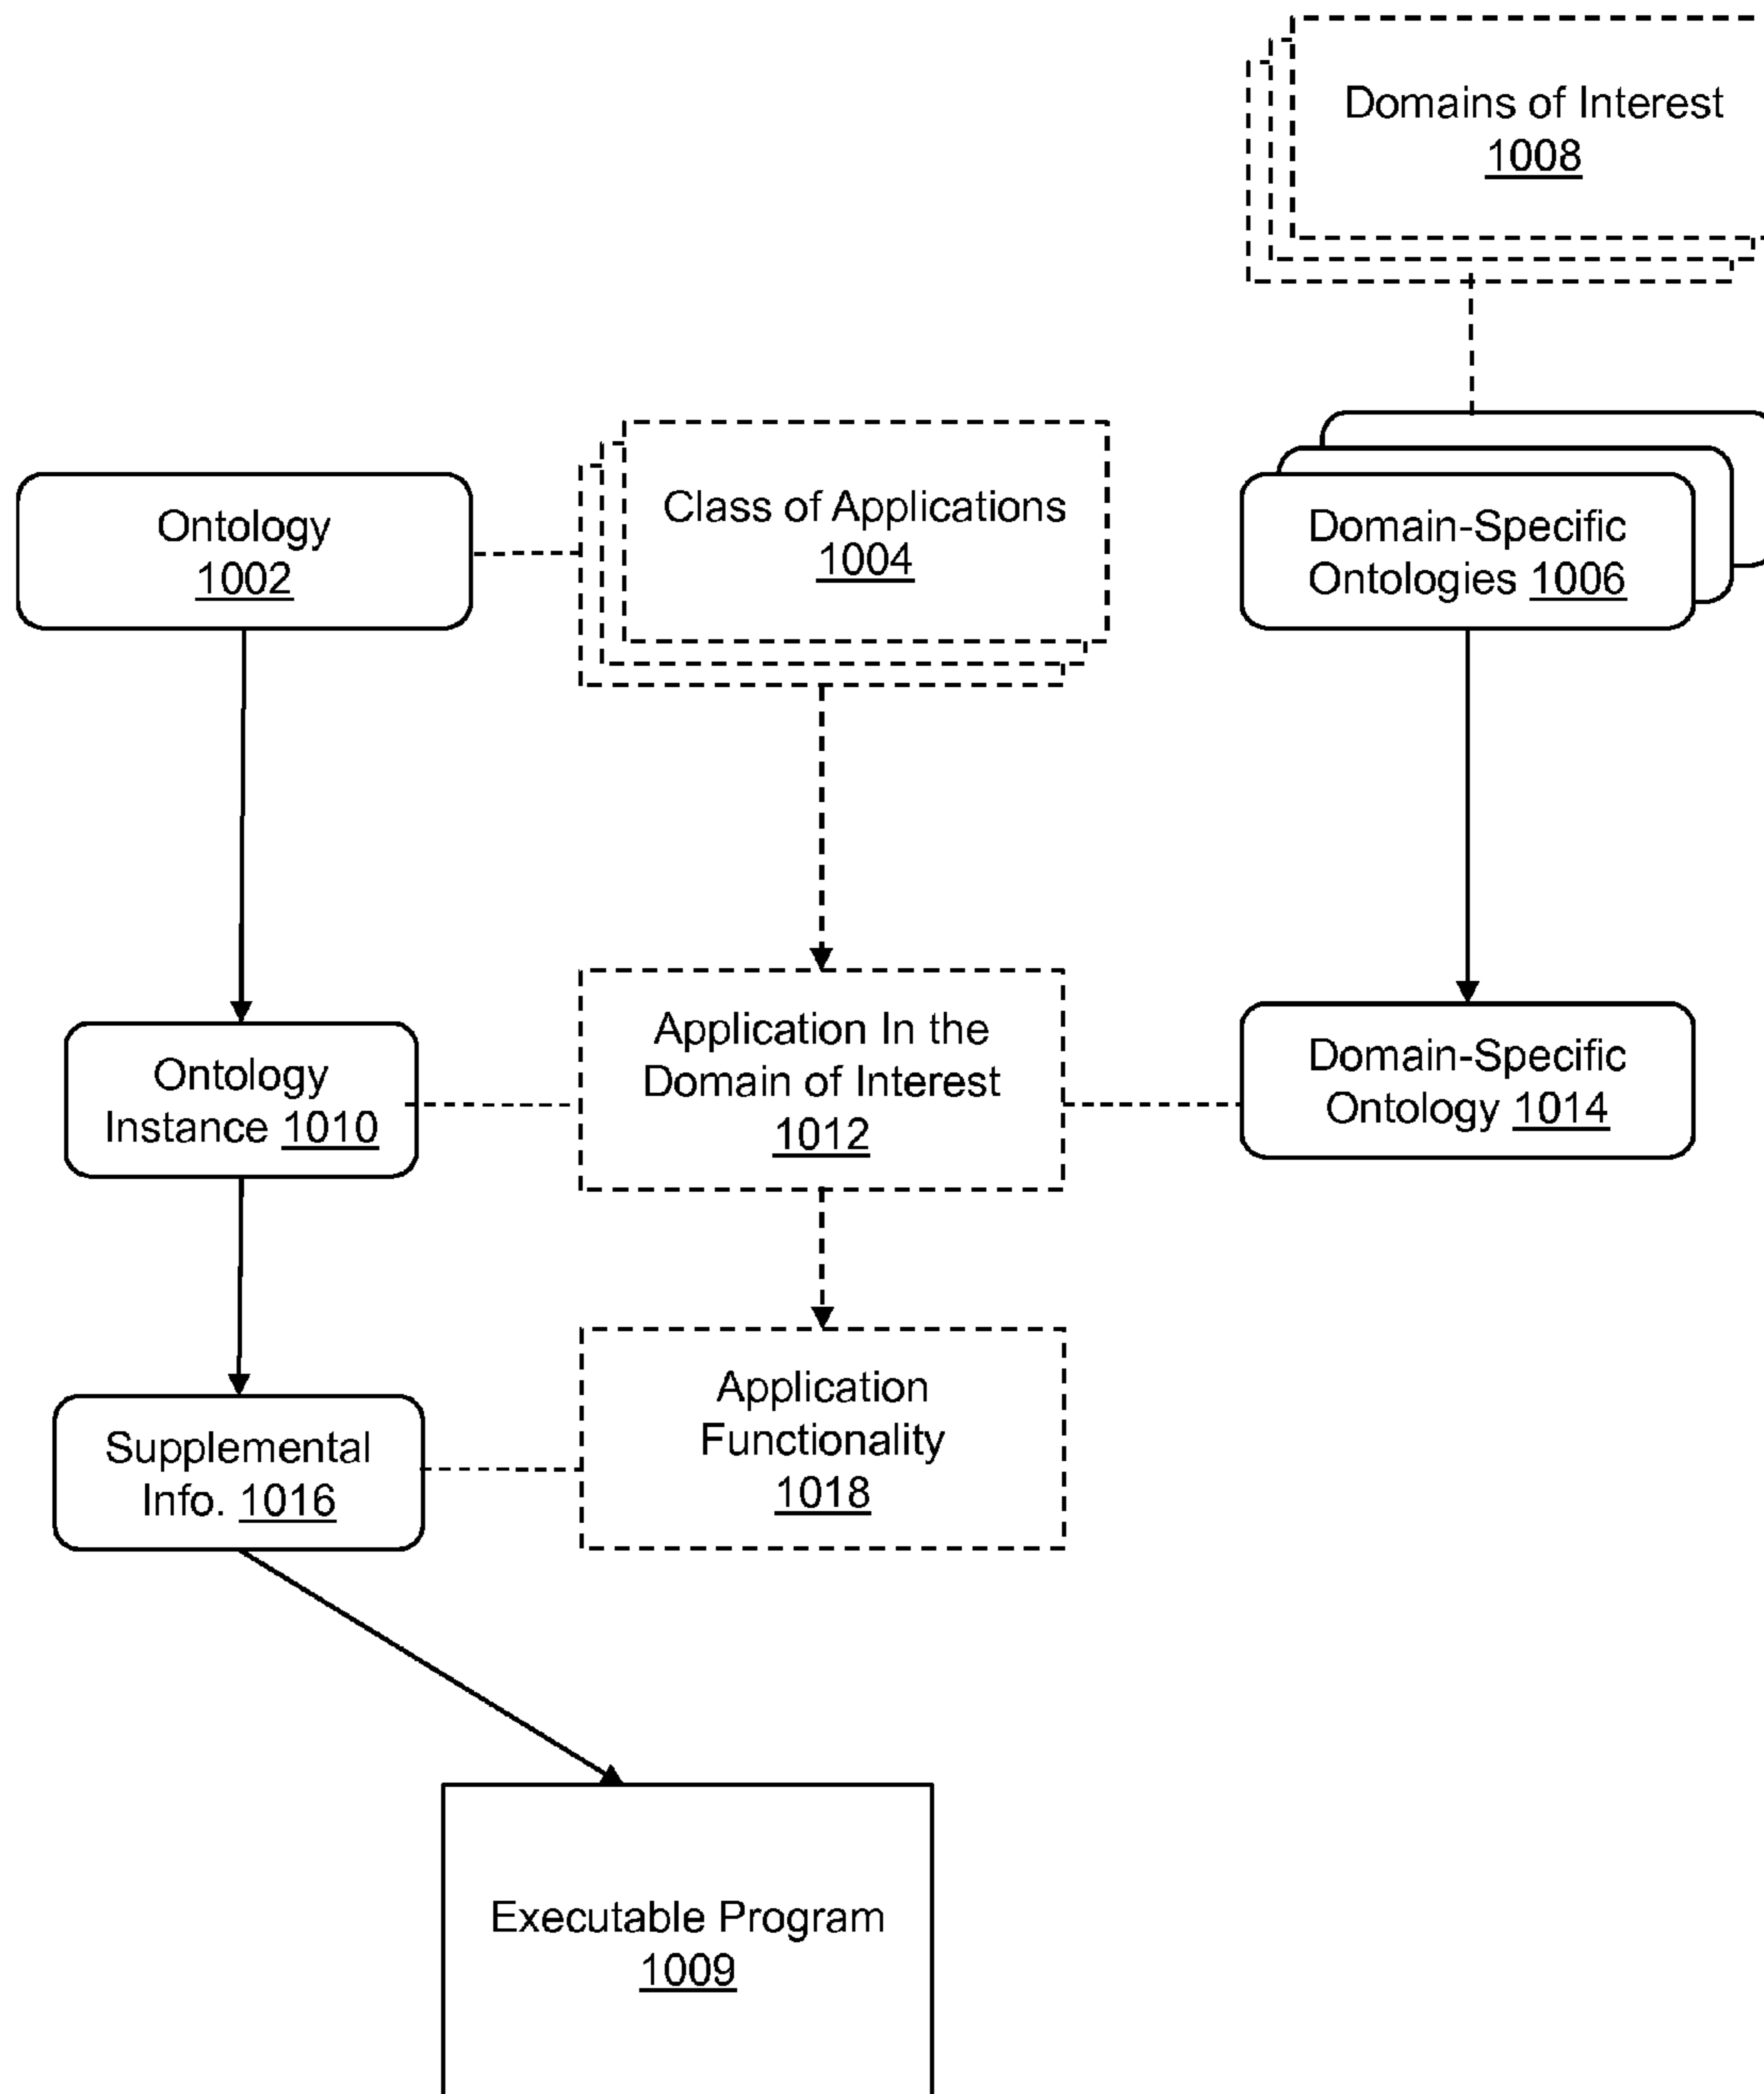 Domains of Interest
1008
Ontology
1002
Class of Applications
1004
Domain-Specific
Ontologies 1006
Ontology
Instance 1010
Application In the
Domain of Interest
1012
Domain-Specific
Ontology 1014
Supplemental
Info. 1016
Application
Functionality
1018
Executable Program
1009